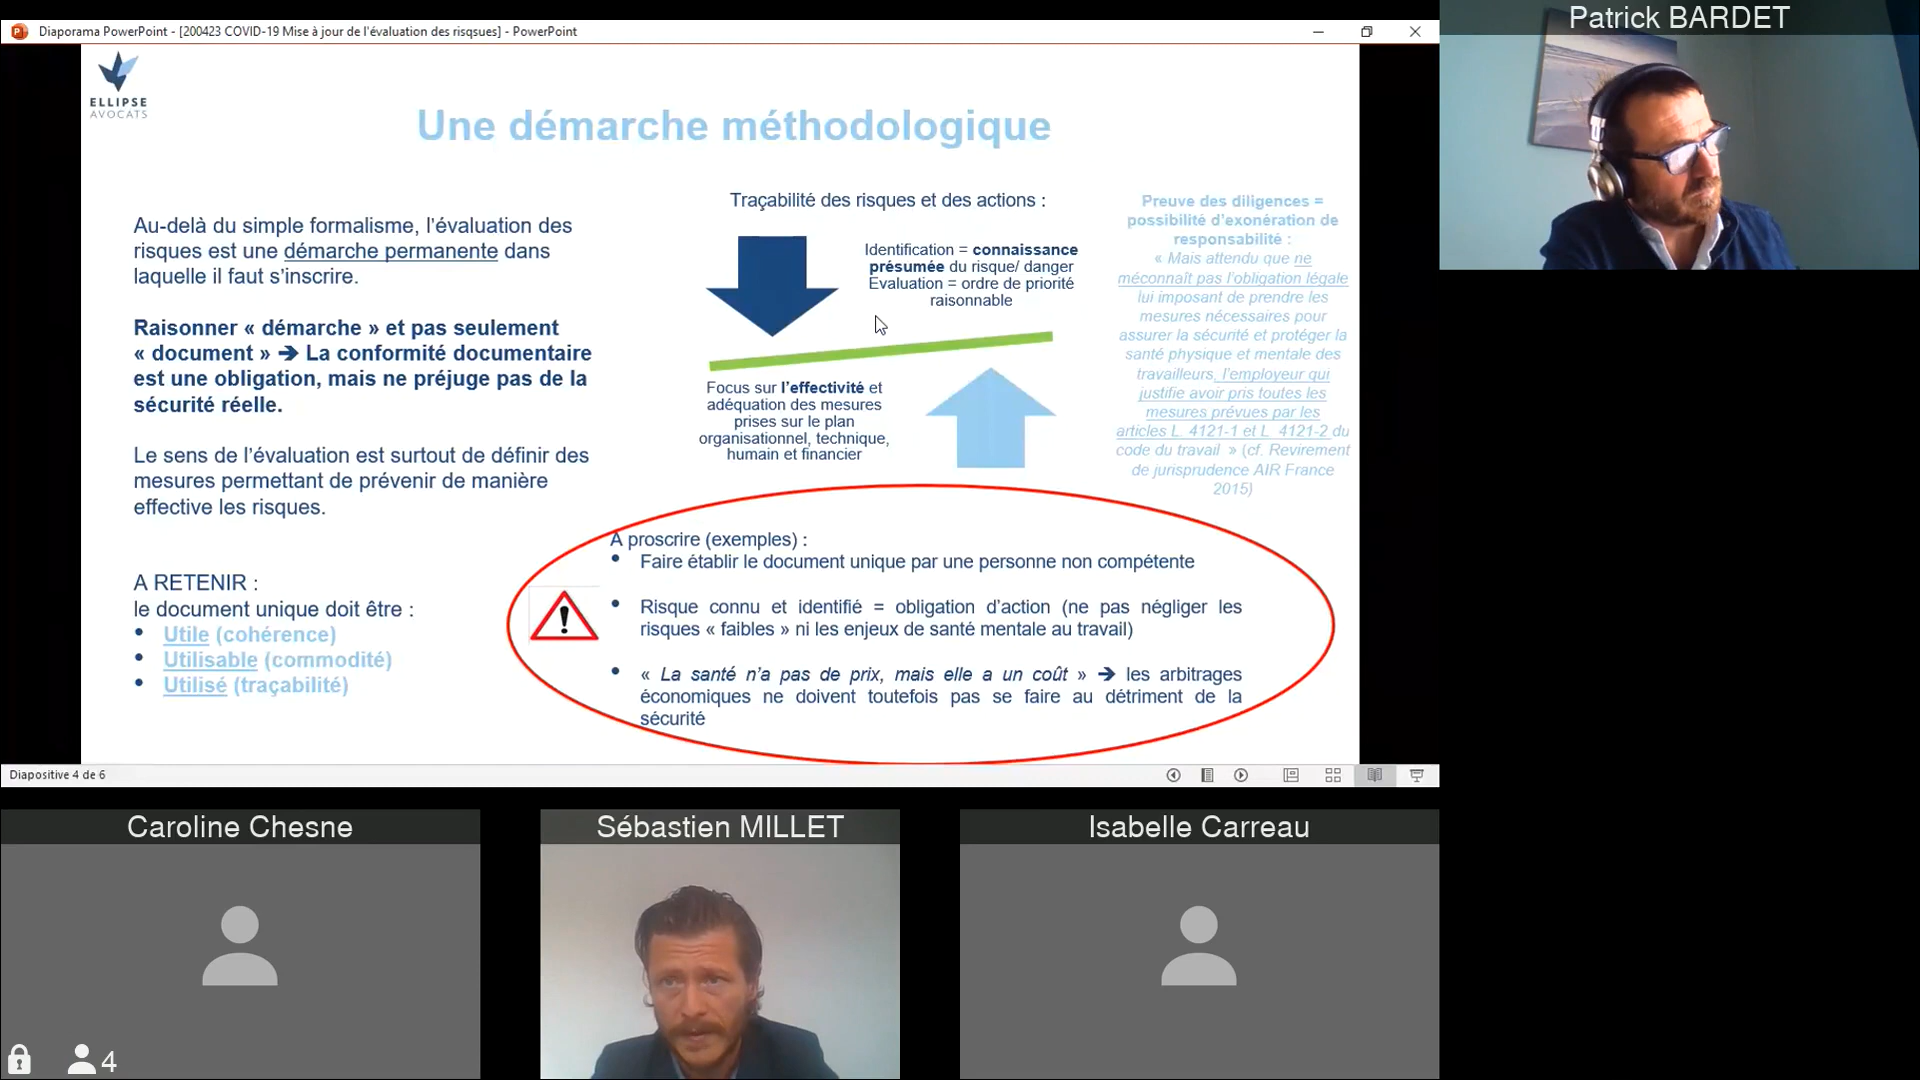 Diaporama PowerPoint - [200423 COVID-19 Mise à jour de l'évaluation des risqsues] - PowerPoint
ELLIPSE
AVOCATS
Une démarche méthodologique
Au-delà du simple formalisme, l'évaluation des
risques est une démarche permanente dans
laquelle il faut s'inscrire.
Raisonner « démarche » et pas seulement
« document » ➔ La conformité documentaire
est une obligation, mais ne préjuge pas de la
sécurité réelle.
Le sens de l'évaluation est surtout de définir des
mesures permettant de prévenir de manière
effective les risques.
A RETENIR :
le document unique doit être :
• Utile (cohérence)
• Utilisable (commodité)
• Utilisé (traçabilité)
Traçabilité des risques et des actions :
Identification = connaissance
présumée du risque/ danger
Evaluation = ordre de priorité
raisonnable
Focus sur l'effectivité et
adéquation des mesures
prises sur le plan
organisationnel, technique,
humain et financier
Preuve des diligences =
possibilité d'exonération de
responsabilité :
« Mais attendu que ne
méconnaît pas l'obligation légale
lui imposant de prendre les
mesures nécessaires pour
assurer la sécurité et protéger la
santé physique et mentale des
travailleurs, l'employeur qui
justifie avoir pris toutes les
mesures prévues par les
articles L. 4121-1 et L. 4121-2 du
code du travail » (cf. Revirement
de jurisprudence AIR France
2015)
A proscrire (exemples) :
• Faire établir le document unique par une personne non compétente
• Risque connu et identifié = obligation d'action (ne pas négliger les
risques « faibles » ni les enjeux de santé mentale au travail)
• « La santé n'a pas de prix, mais elle a un coût » ➔ les arbitrages
économiques ne doivent toutefois pas se faire au détriment de la
sécurité
Diapositive 4 de 6
Patrick BARDET
Caroline Chesne
Sébastien MILLET
Isabelle Carreau
4